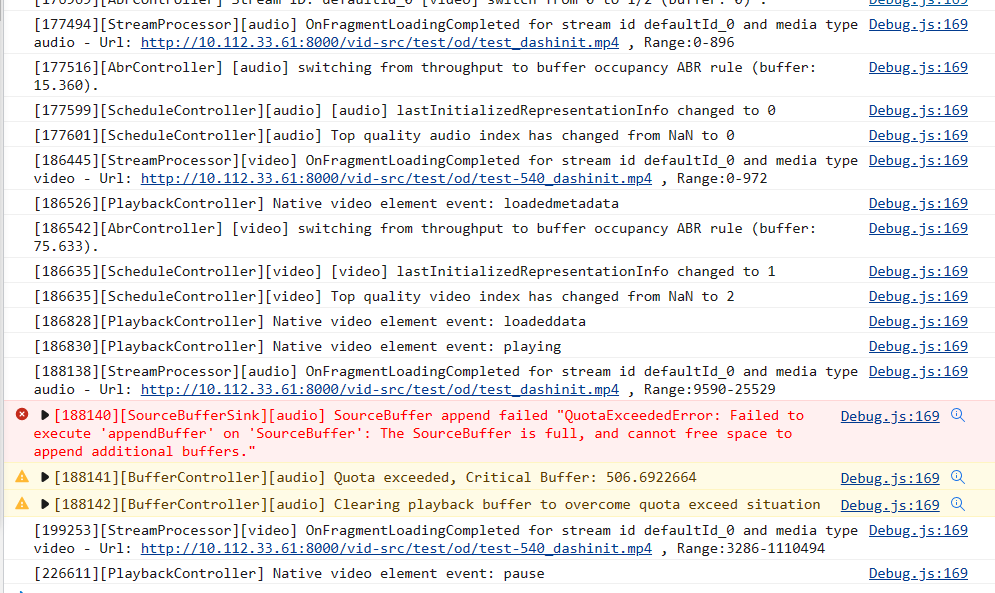 [176969][AbrController] Stream ID: defaultId_0 [video] switch from 0 to 1/2 (buffer: 0) . Debug.js:169
[177494][StreamProcessor][audio] OnFragmentLoadingCompleted for stream id defaultId_0 and media type Debug.js:169
audio - Url: http://10.112.33.61:8000/vid-src/test/od/test_dashinit.mp4 , Range:0-896
[177516][AbrController] [audio] switching from throughput to buffer occupancy ABR rule (buffer: Debug.js:169
15.360).
[177599][ScheduleController][audio] [audio] lastInitializedRepresentationInfo changed to 0 Debug.js:169
[177601][ScheduleController][audio] Top quality audio index has changed from NaN to 0 Debug.js:169
[186445][StreamProcessor][video] OnFragmentLoadingCompleted for stream id defaultId_0 and media type Debug.js:169
video - Url: http://10.112.33.61:8000/vid-src/test/od/test-540_dashinit.mp4 , Range:0-972
[186526][PlaybackController] Native video element event: loadedmetadata Debug.js:169
[186542][AbrController] [video] switching from throughput to buffer occupancy ABR rule (buffer: Debug.js:169
75.633).
[186635][ScheduleController][video] [video] lastInitializedRepresentationInfo changed to 1 Debug.js:169
[186635][ScheduleController][video] Top quality video index has changed from NaN to 2 Debug.js:169
[186828][PlaybackController] Native video element event: loadeddata Debug.js:169
[186830][PlaybackController] Native video element event: playing Debug.js:169
[188138][StreamProcessor][audio] OnFragmentLoadingCompleted for stream id defaultId_0 and media type Debug.js:169
audio - Url: http://10.112.33.61:8000/vid-src/test/od/test_dashinit.mp4 , Range:9590-25529
[188140][SourceBufferSink][audio] SourceBuffer append failed "QuotaExceededError: Failed to Debug.js:169
execute 'appendBuffer' on 'SourceBuffer': The SourceBuffer is full, and cannot free space to
append additional buffers."
[188141][BufferController][audio] Quota exceeded, Critical Buffer: 506.6922664 Debug.js:169
[188142][BufferController][audio] Clearing playback buffer to overcome quota exceed situation Debug.js:169
[199253][StreamProcessor][video] OnFragmentLoadingCompleted for stream id defaultId_0 and media type Debug.js:169
video - Url: http://10.112.33.61:8000/vid-src/test/od/test-540_dashinit.mp4 , Range:3286-1110494
[226611][PlaybackController] Native video element event: pause Debug.js:169